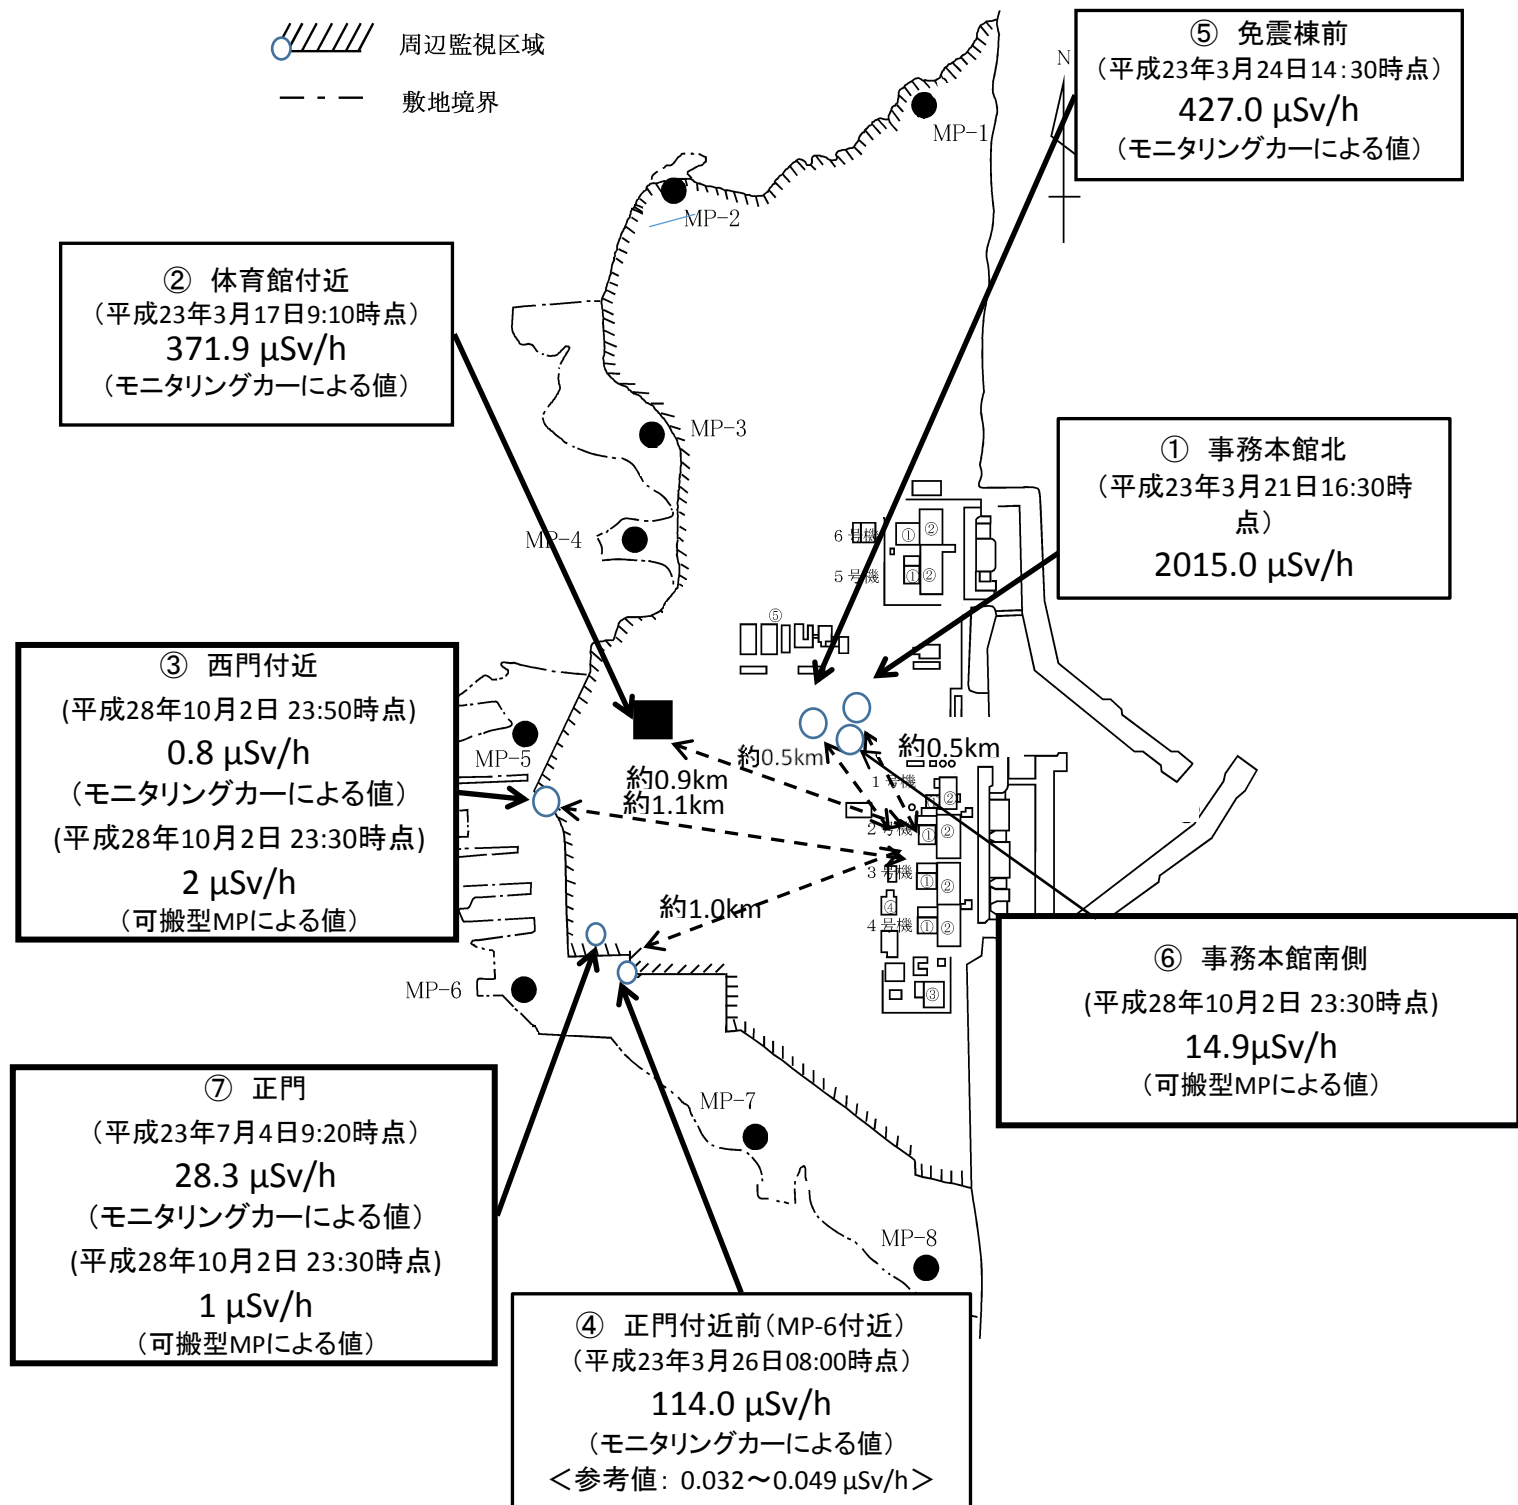 周辺監視区域
敷地境界
⑤ 免震棟前
（平成23年3月24日14:30時点）
427.0 μSv/h
（モニタリングカーによる値）
N
MP-1
MP-2
② 体育館付近
（平成23年3月17日9:10時点）
371.9 μSv/h
（モニタリングカーによる値）
MP-3
① 事務本館北
（平成23年3月21日16:30時
点）
2015.0 μSv/h
MP-4
６号機
①
②
５号機
①
②
⑤
③ 西門付近
(平成28年10月2日 23:50時点)
0.8 μSv/h
（モニタリングカーによる値）
(平成28年10月2日 23:30時点)
2 μSv/h
（可搬型MPによる値）
MP-5
約0.5km
約0.5km
約0.9km
約1.1km
１号機
①
②
２号機
①
②
３号機
①
②
④
約1.0km
４号機
①
②
③
MP-6
⑥ 事務本館南側
(平成28年10月2日 23:30時点)
14.9μSv/h
（可搬型MPによる値）
⑦ 正門
（平成23年7月4日9:20時点）
28.3 μSv/h
（モニタリングカーによる値）
(平成28年10月2日 23:30時点)
1 μSv/h
（可搬型MPによる値）
MP-7
MP-8
④ 正門付近前（MP-6付近）
（平成23年3月26日08:00時点）
114.0 μSv/h
（モニタリングカーによる値）
＜参考値： 0.032～0.049 μSv/h＞